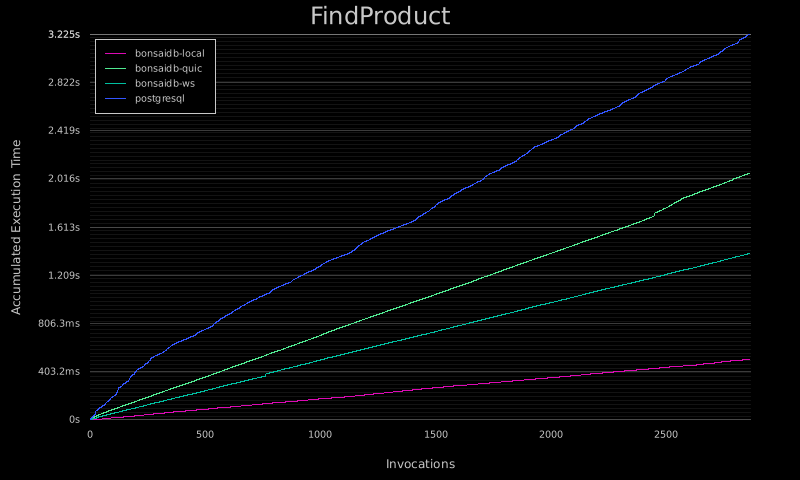 FindProduct
3.225s
2.822s
2.419s
2.016s
1.613s
1.209s
806.3ms
403.2ms
0s
bonsaidb-local
bonsaidb-quic
bonsaidb-ws
postgresql
Accumulated Execution Time
0 500 1000 1500 2000 2500
Invocations